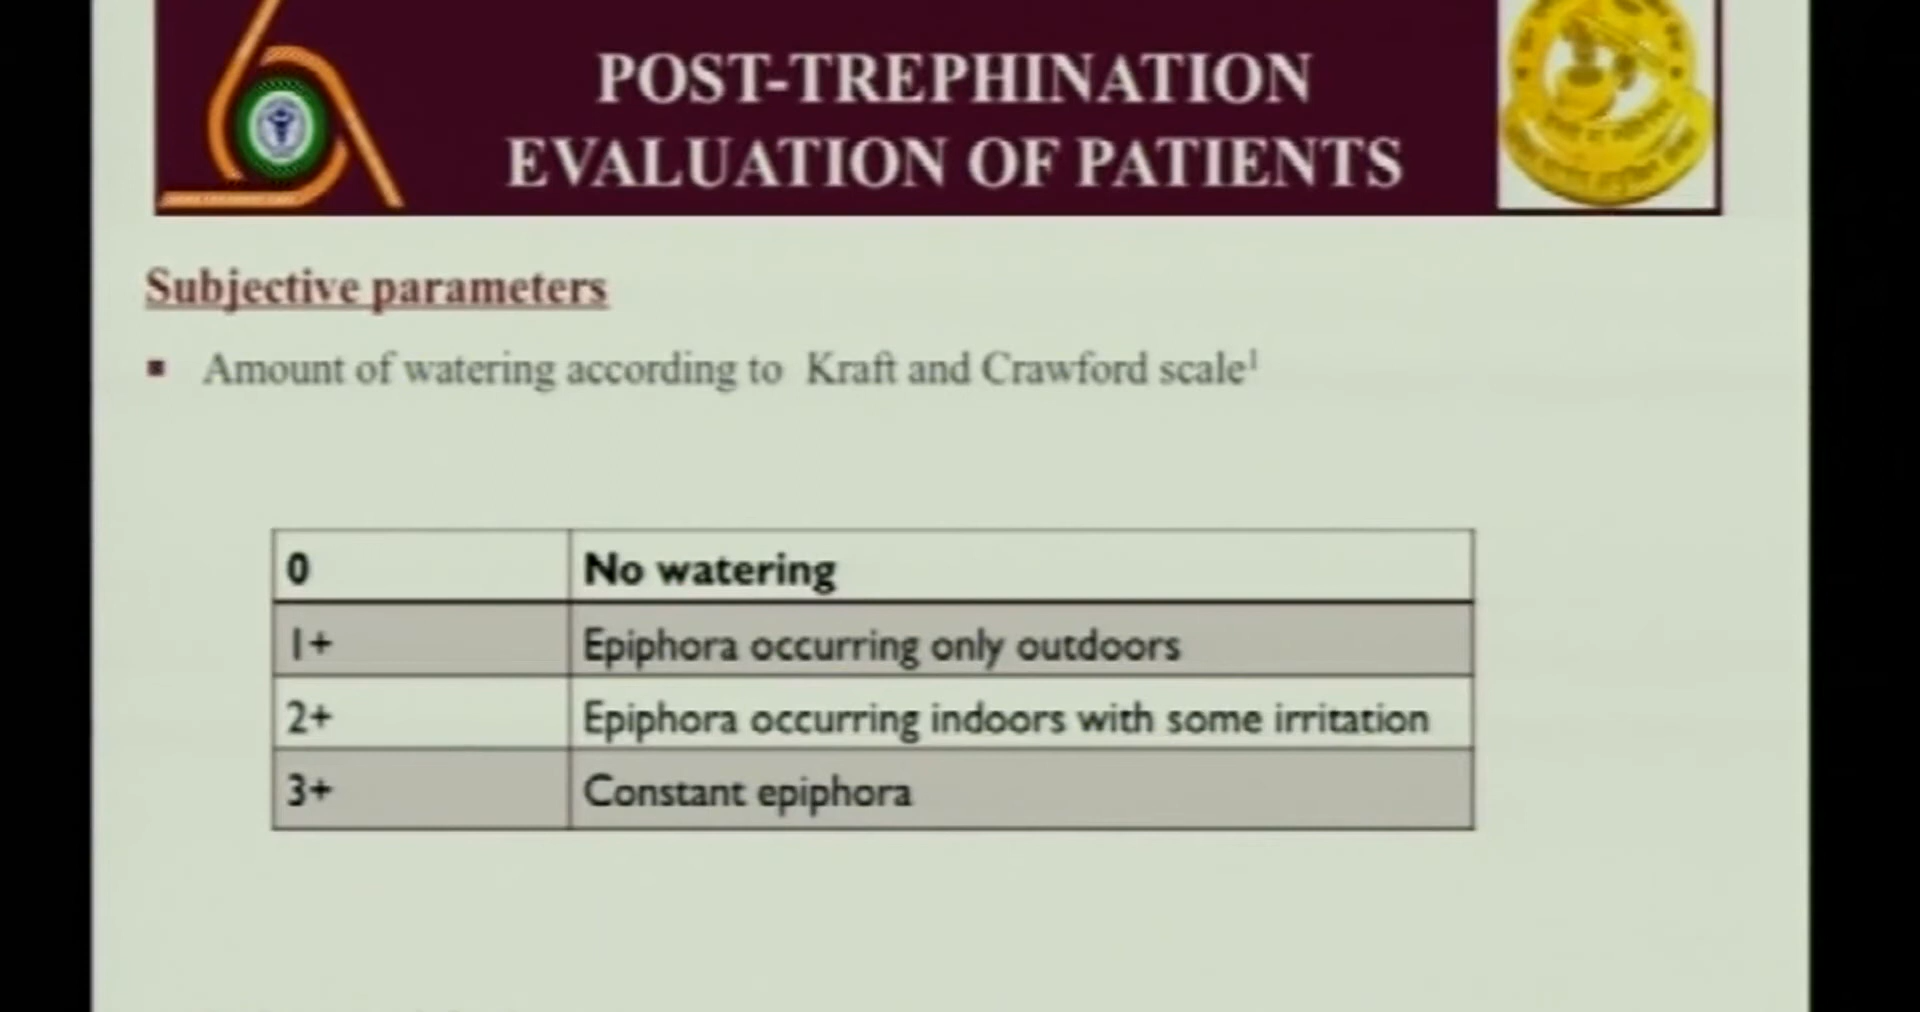 POST-TREPHINATION
EVALUATION OF PATIENTS
Subjective parameters
▪ Amount of watering according to Kraft and Crawford scale¹
0 No watering
1+ Epiphora occurring only outdoors
2+ Epiphora occurring indoors with some irritation
3+ Constant epiphora